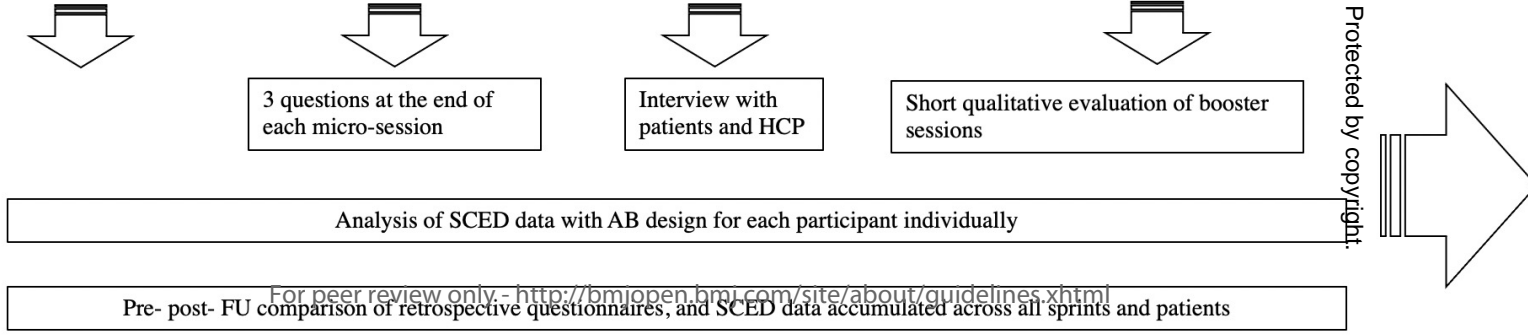 3 questions at the end of
each micro-session
Interview with
patients and HCP
Short qualitative evaluation of booster
sessions
Protected by copyright.
Analysis of SCED data with AB design for each participant individually
For peer review only - http://bmjopen.bmj.com/site/about/guidelines.xhtml
Pre- post- FU comparison of retrospective questionnaires, and SCED data accumulated across all sprints and patients